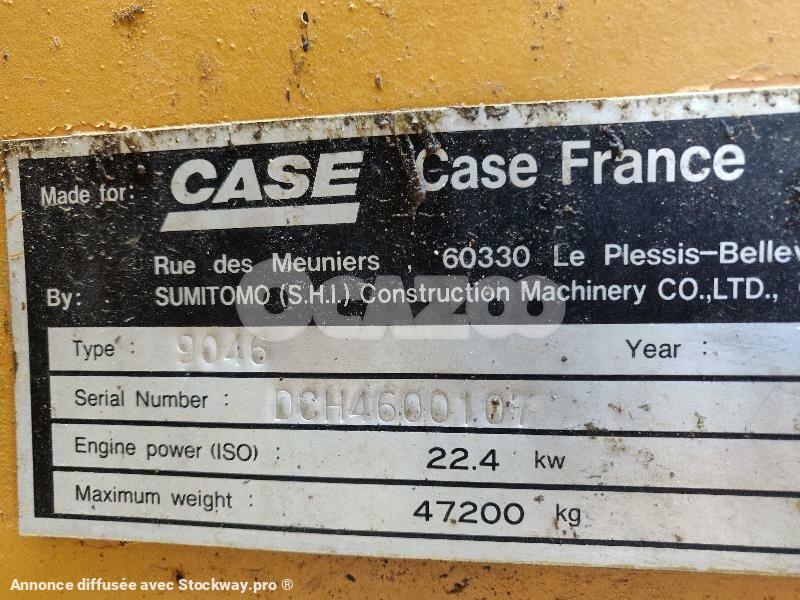 Made for: CASE Case France
Rue des Meuniers , 60330 Le Plessis-Bellev
By: SUMITOMO (S.H.I.) Construction Machinery CO.,LTD.,
OCAZOO
Type : 9046 Year :
Serial Number : DCH4600107
Engine power (ISO) : 22.4 kw
Maximum weight : 47200 kg
Annonce diffusée avec Stockway.pro ®